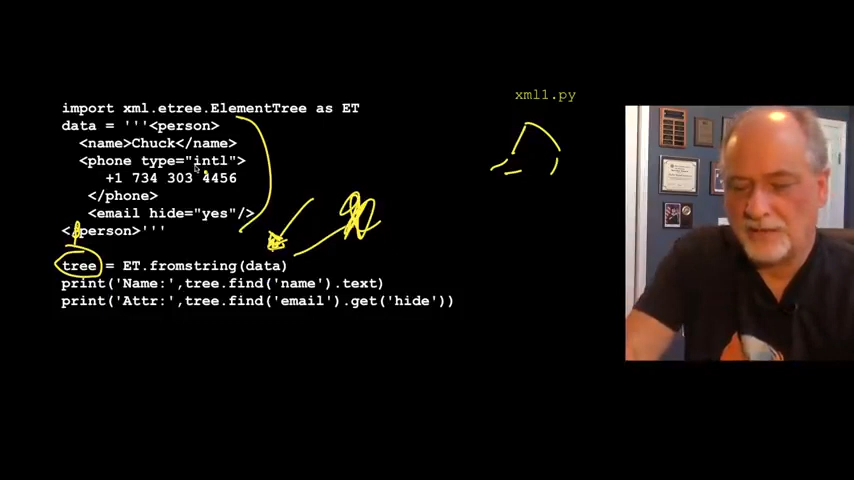 import xml.etree.ElementTree as ET
data = '''<person>
  <name>Chuck</name>
  <phone type="intl">
     +1 734 303 4456
   </phone>
   <email hide="yes"/>
</person>'''
tree = ET.fromstring(data)
print('Name:',tree.find('name').text)
print('Attr:',tree.find('email').get('hide'))
xml1.py